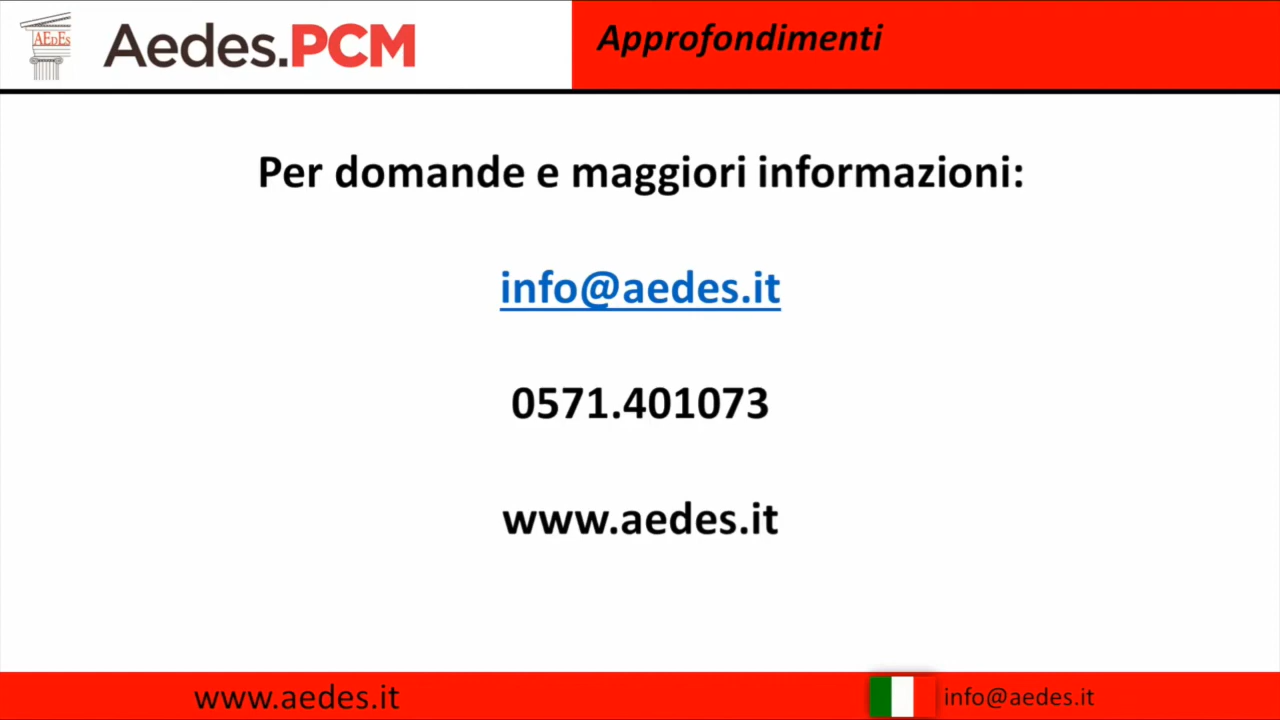 AEDES
Aedes.PCM
Approfondimenti
Per domande e maggiori informazioni:
info@aedes.it
0571.401073
www.aedes.it
www.aedes.it
info@aedes.it